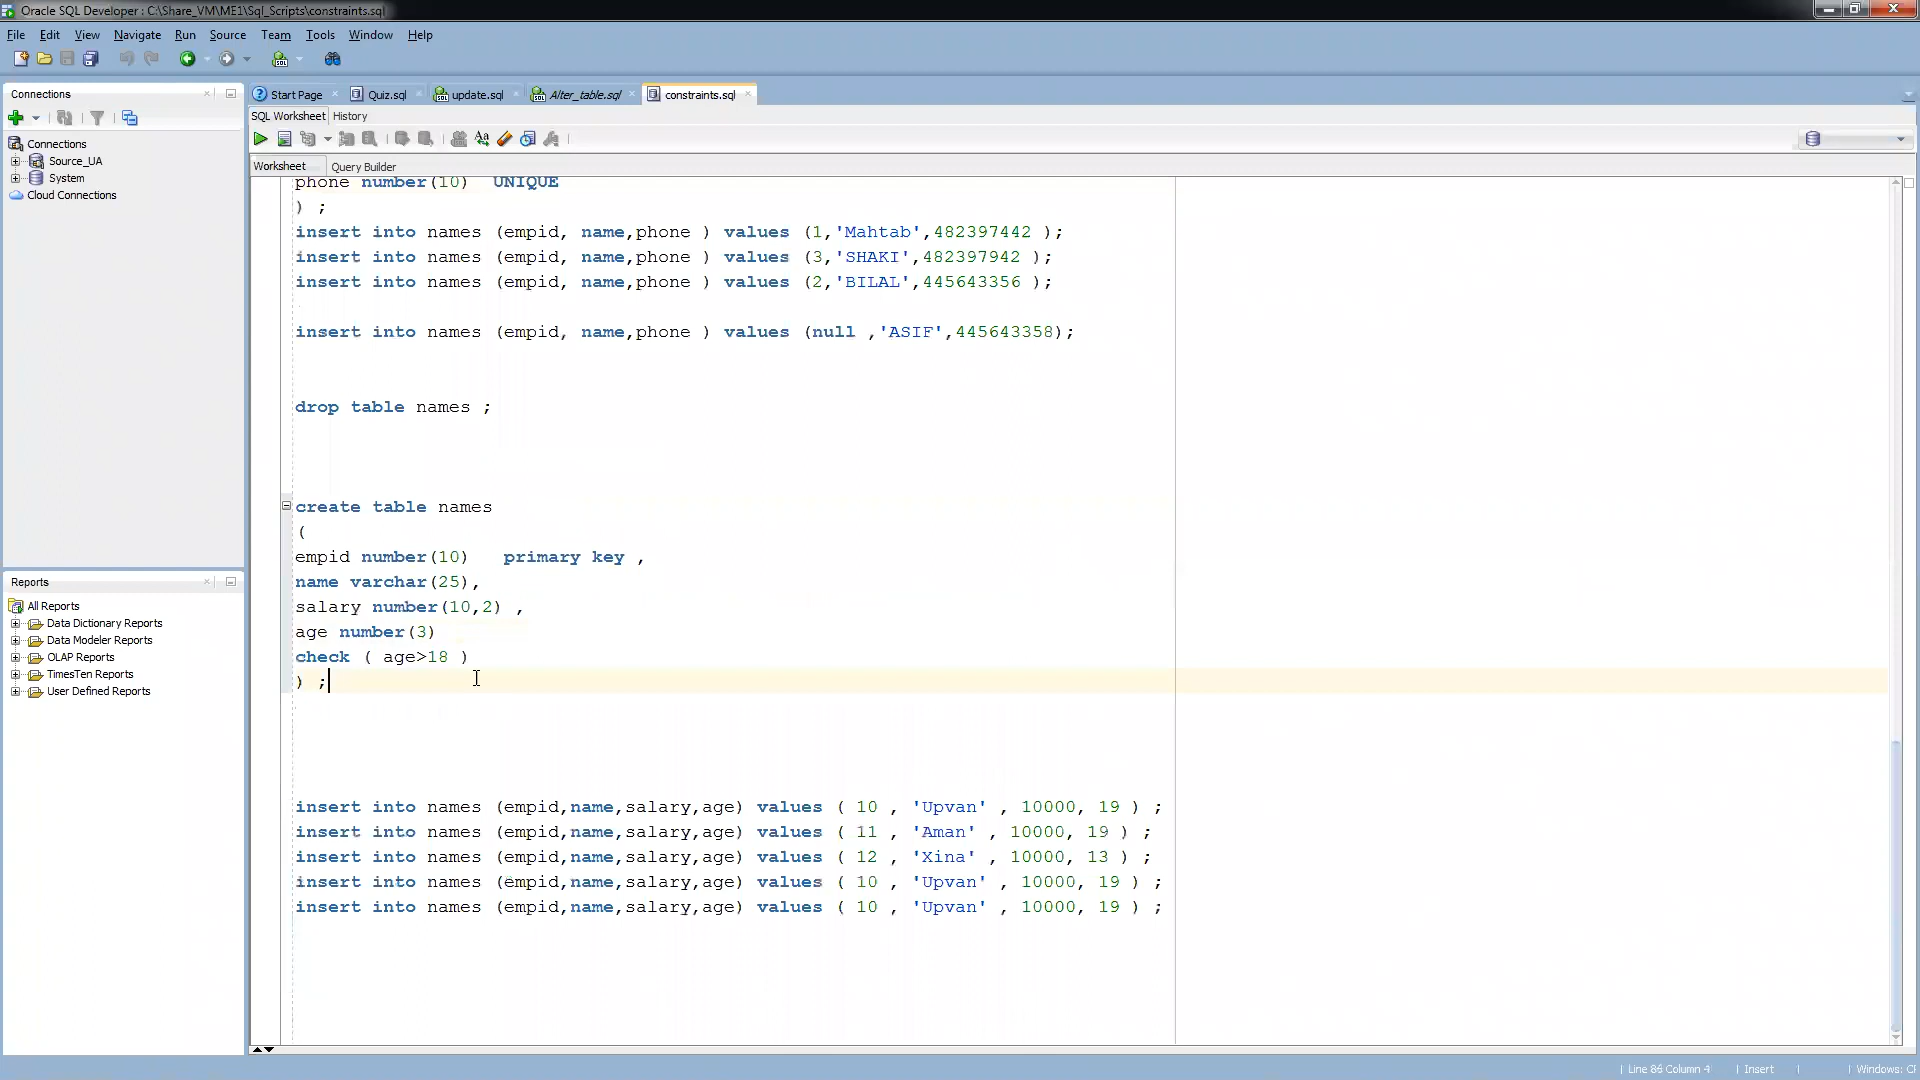 Oracle SQL Developer : C:\Share_VM\ME1\Sql_Scripts\constraints.sql
File Edit View Navigate Run Source Team Tools Window Help
Connections
Connections
Source_UA
System
Cloud Connections
Reports
All Reports
Data Dictionary Reports
Data Modeler Reports
OLAP Reports
TimesTen Reports
User Defined Reports
Start Page Quiz.sql update.sql Alter_table.sql constraints.sql
SQL Worksheet History
Worksheet Query Builder
phone number(10) UNIQUE
) ;
insert into names (empid, name,phone ) values (1,'Mahtab',482397442 );
insert into names (empid, name,phone ) values (3,'SHAKI',482397942 );
insert into names (empid, name,phone ) values (2,'BILAL',445643356 );
insert into names (empid, name,phone ) values (null ,'ASIF',445643358);
drop table names ;
create table names
(
empid number(10) primary key ,
name varchar(25),
salary number(10,2) ,
age number(3)
check ( age>18 )
) ;
insert into names (empid,name,salary,age) values ( 10 , 'Upvan' , 10000, 19 ) ;
insert into names (empid,name,salary,age) values ( 11 , 'Aman' , 10000, 19 ) ;
insert into names (empid,name,salary,age) values ( 12 , 'Xina' , 10000, 13 ) ;
insert into names (empid,name,salary,age) values ( 10 , 'Upvan' , 10000, 19 ) ;
insert into names (empid,name,salary,age) values ( 10 , 'Upvan' , 10000, 19 ) ;
Line 86 Column 4 Insert Windows: